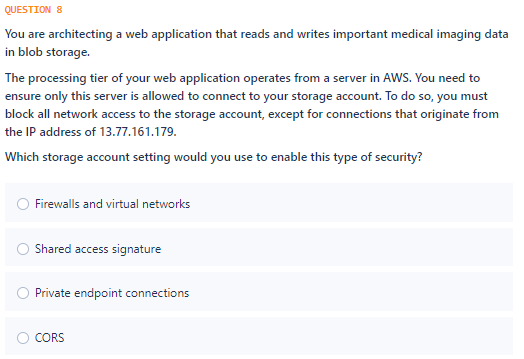 QUESTION 8
You are architecting a web application that reads and writes important medical imaging data
in blob storage.
The processing tier of your web application operates from a server in AWS. You need to
ensure only this server is allowed to connect to your storage account. To do so, you must
block all network access to the storage account, except for connections that originate from
the IP address of 13.77.161.179.
Which storage account setting would you use to enable this type of security?
Firewalls and virtual networks
Shared access signature
Private endpoint connections
CORS